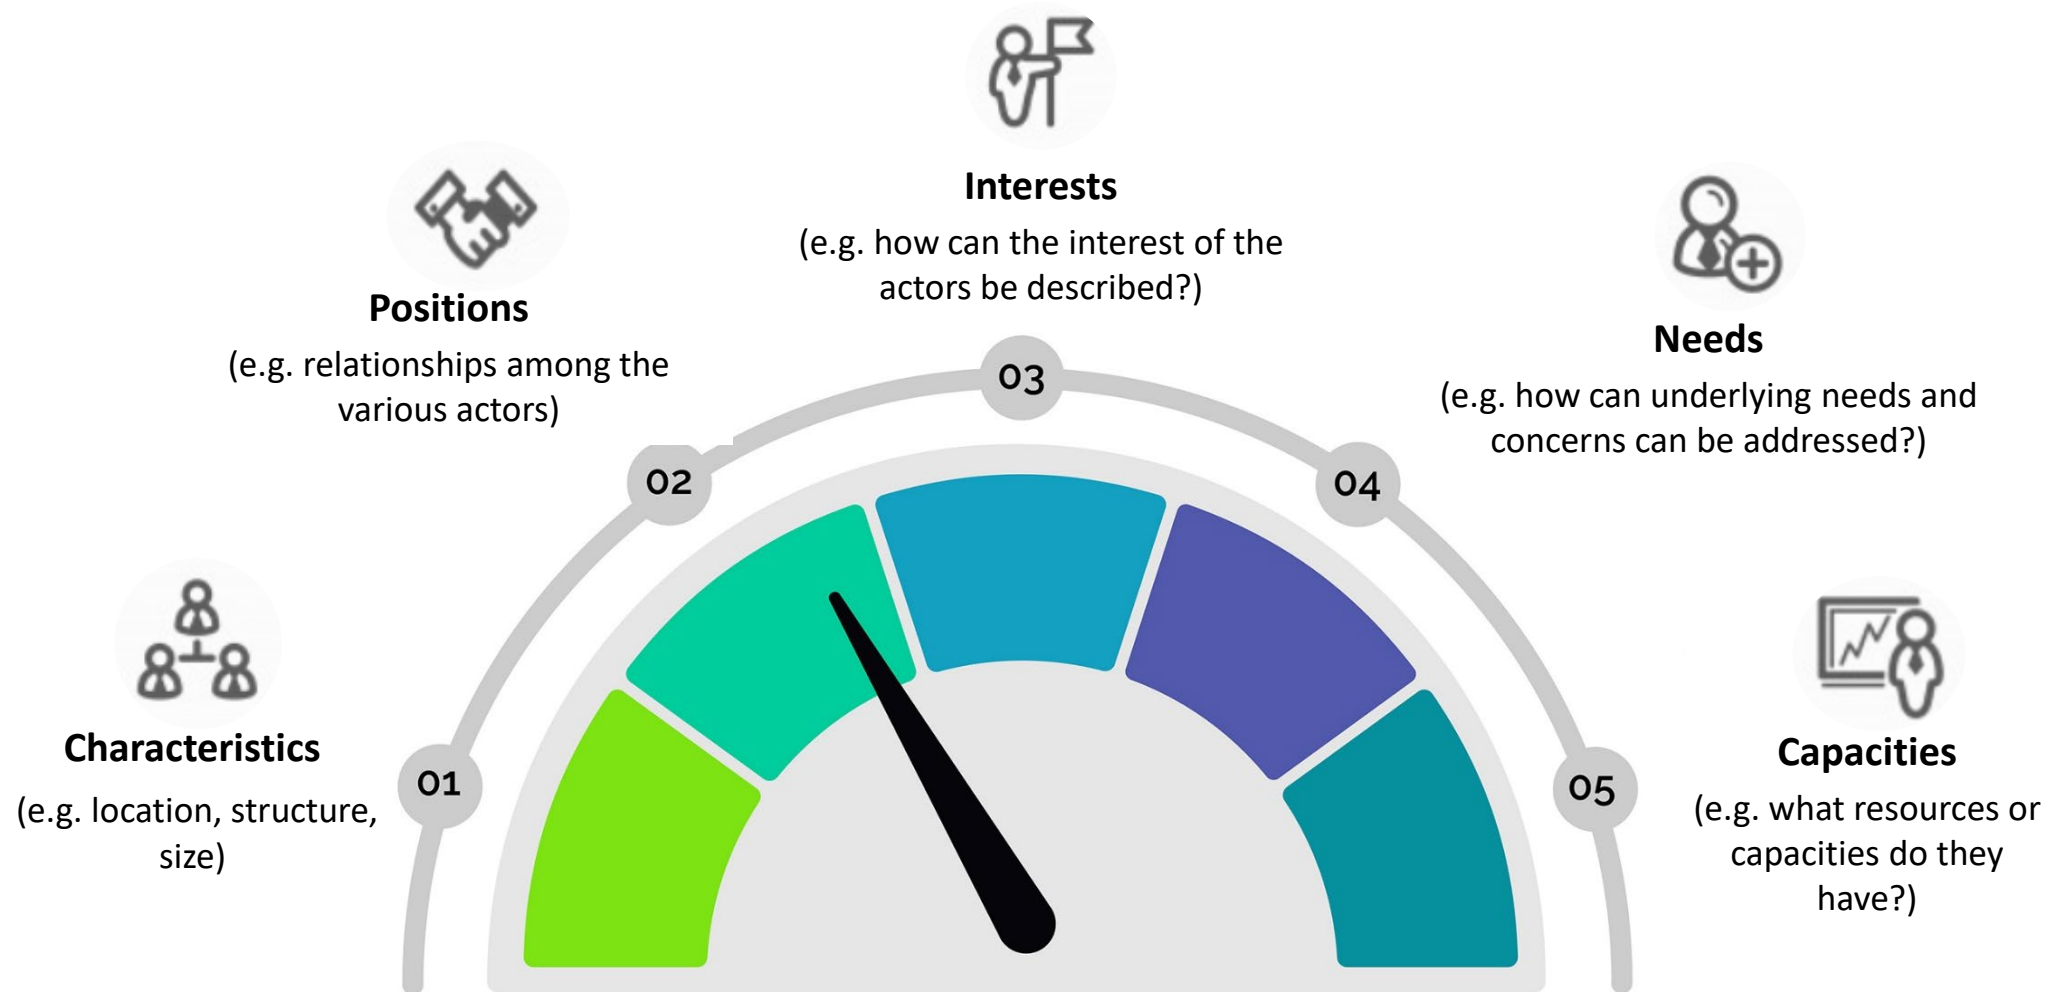 01
Characteristics
(e.g. location, structure,
size)
02
Positions
(e.g. relationships among the
various actors)
03
Interests
(e.g. how can the interest of the
actors be described?)
04
Needs
(e.g. how can underlying needs and
concerns can be addressed?)
05
Capacities
(e.g. what resources or
capacities do they
have?)